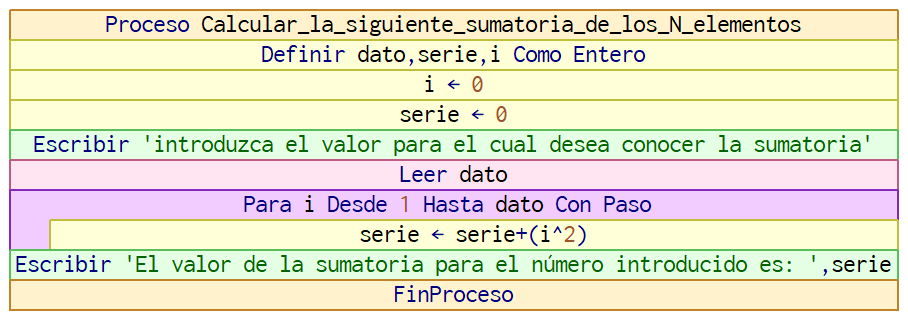 Proceso Calcular_la_siguiente_sumatoria_de_los_N_elementos
Definir dato,serie,i Como Entero
i ← 0
serie ← 0
Escribir 'introduzca el valor para el cual desea conocer la sumatoria'
Leer dato
Para i Desde 1 Hasta dato Con Paso
serie ← serie+(i^2)
Escribir 'El valor de la sumatoria para el número introducido es: ',serie
FinProceso